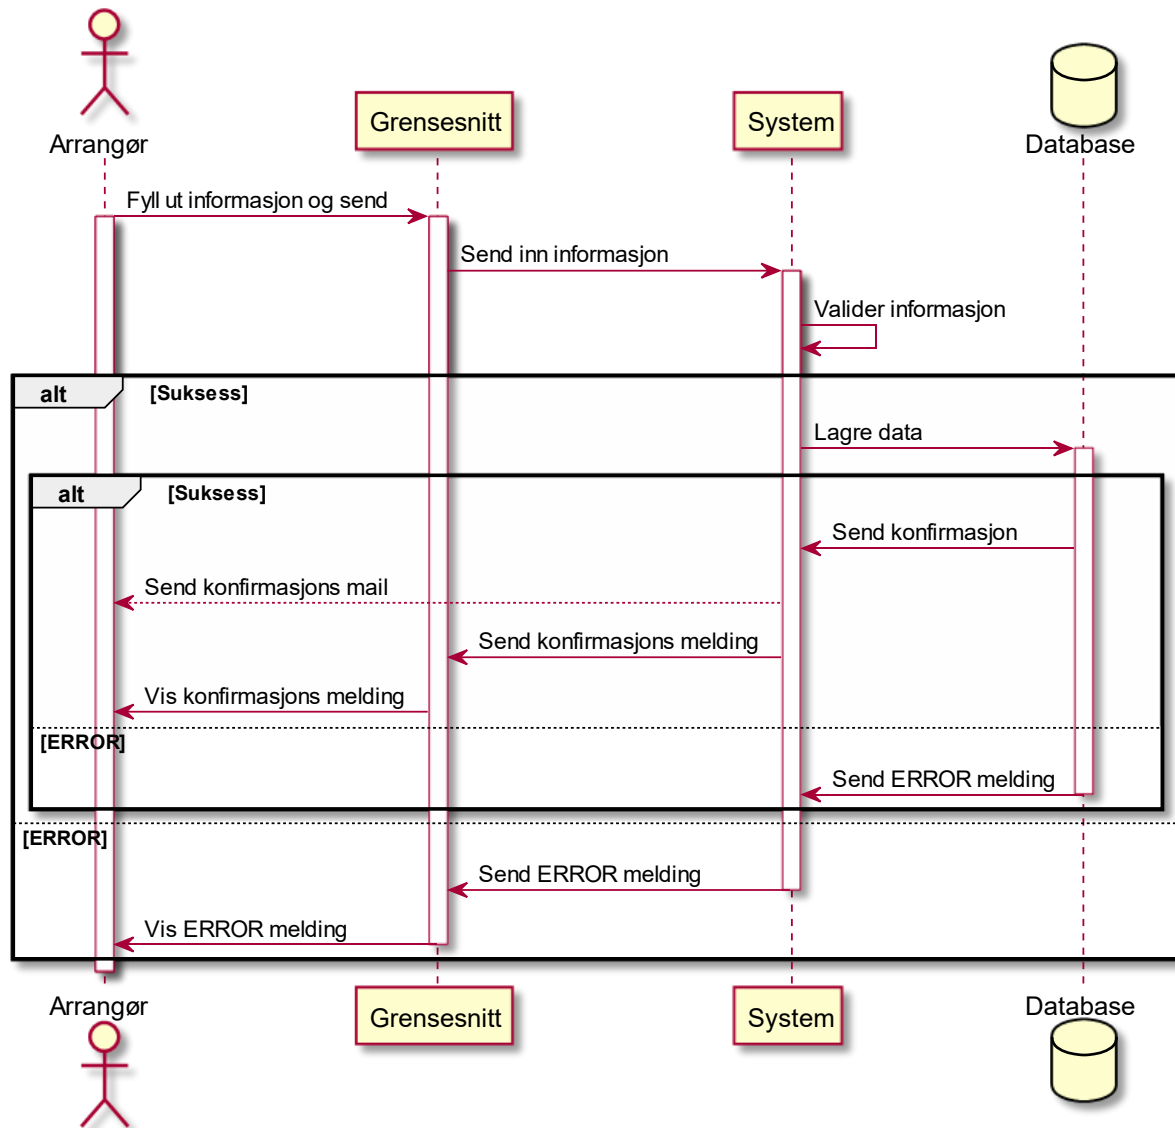 Arrangør
Grensesnitt
System
Database
Fyll ut informasjon og send
Send inn informasjon
Valider informasjon
alt [Suksess]
Lagre data
alt [Suksess]
Send konfirmasjon
Send konfirmasjons mail
Send konfirmasjons melding
Vis konfirmasjons melding
[ERROR]
Send ERROR melding
[ERROR]
Send ERROR melding
Vis ERROR melding
Arrangør
Grensesnitt
System
Database